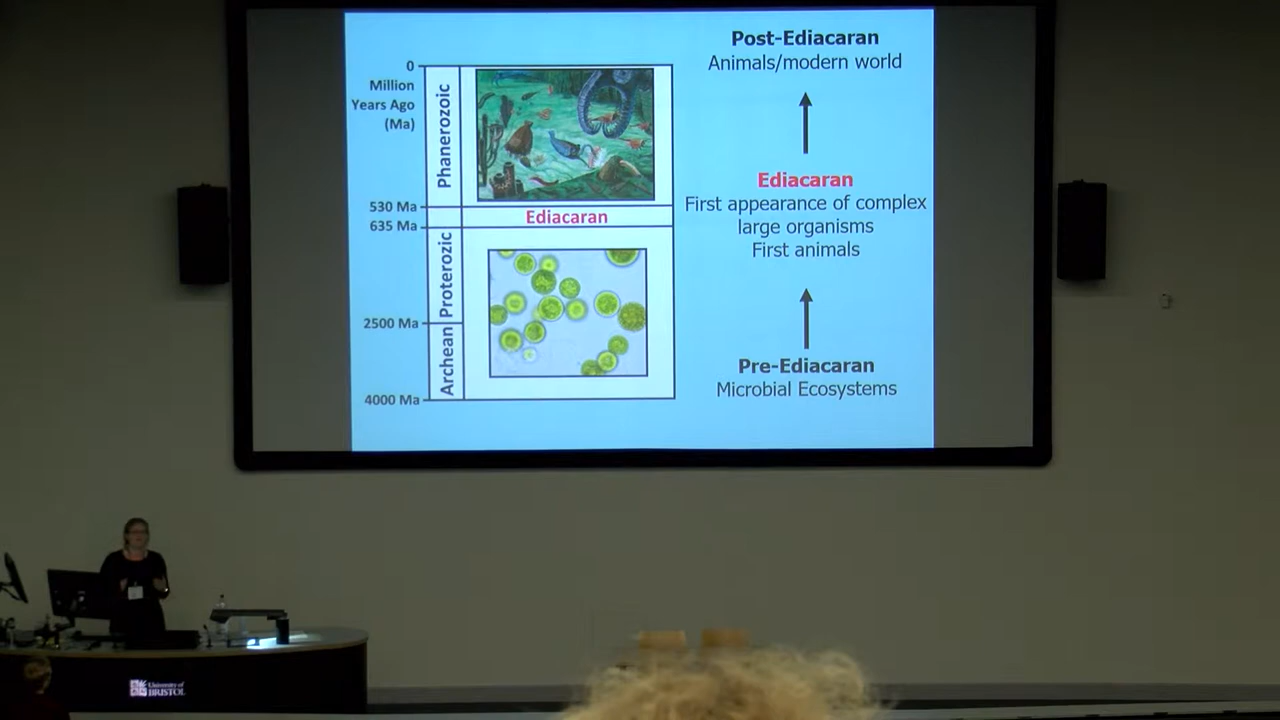 0
Million
Years Ago
(Ma)
Phanerozoic
530 Ma
Ediacaran
635 Ma
Proterozic
2500 Ma
Archean
4000 Ma
Post-Ediacaran
Animals/modern world
Ediacaran
First appearance of complex
large organisms
First animals
Pre-Ediacaran
Microbial Ecosystems
University of
BRISTOL